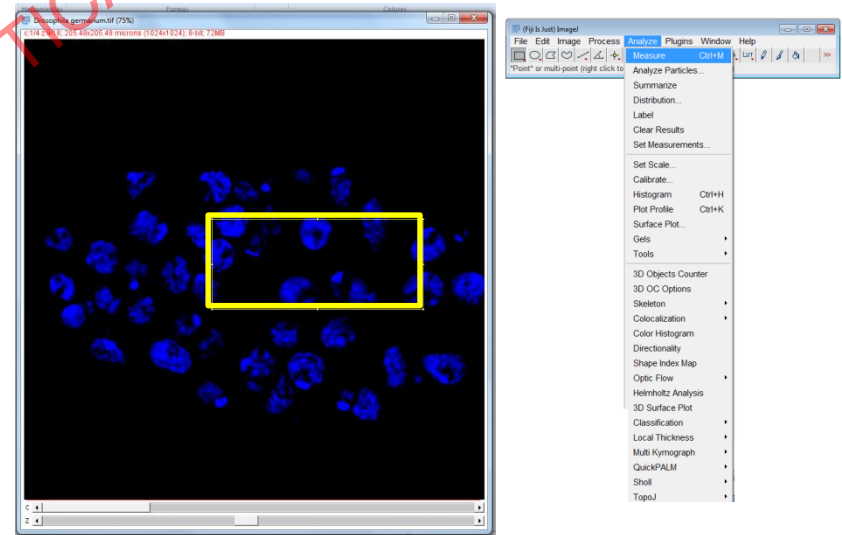 Herramientas Formas Colores
Drosophila germarium.tif (75%)
c:1/4 z:9/18; 205.48x205.48 microns (1024x1024); 8-bit; 72MB
C
Z
(Fiji Is Just) ImageJ
File Edit Image Process Analyze Plugins Window Help
*Point* or multi-point (right click to
LUT
>>
Measure Ctrl+M
Analyze Particles...
Summarize
Distribution...
Label
Clear Results
Set Measurements...
Set Scale...
Calibrate...
Histogram Ctrl+H
Plot Profile Ctrl+K
Surface Plot...
Gels
Tools
3D Objects Counter
3D OC Options
Skeleton
Colocalization
Color Histogram
Directionality
Shape Index Map
Optic Flow
Helmholtz Analysis
3D Surface Plot
Classification
Local Thickness
Multi Kymograph
QuickPALM
Sholl
TopoJ